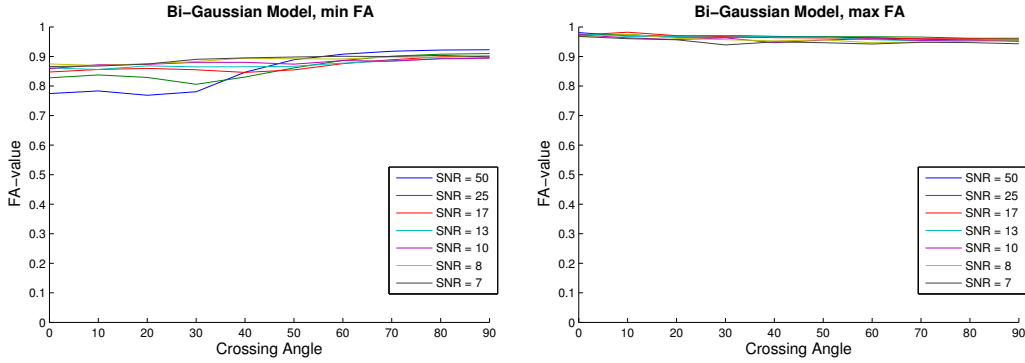 Bi-Gaussian Model, min FA
FA-value
1
0.9
0.8
0.7
0.6
0.5
0.4
0.3
0.2
0.1
0
0 10 20 30 40 50 60 70 80 90
Crossing Angle
SNR = 50
SNR = 25
SNR = 17
SNR = 13
SNR = 10
SNR = 8
SNR = 7
Bi-Gaussian Model, max FA
FA-value
1
0.9
0.8
0.7
0.6
0.5
0.4
0.3
0.2
0.1
0
0 10 20 30 40 50 60 70 80 90
Crossing Angle
SNR = 50
SNR = 25
SNR = 17
SNR = 13
SNR = 10
SNR = 8
SNR = 7